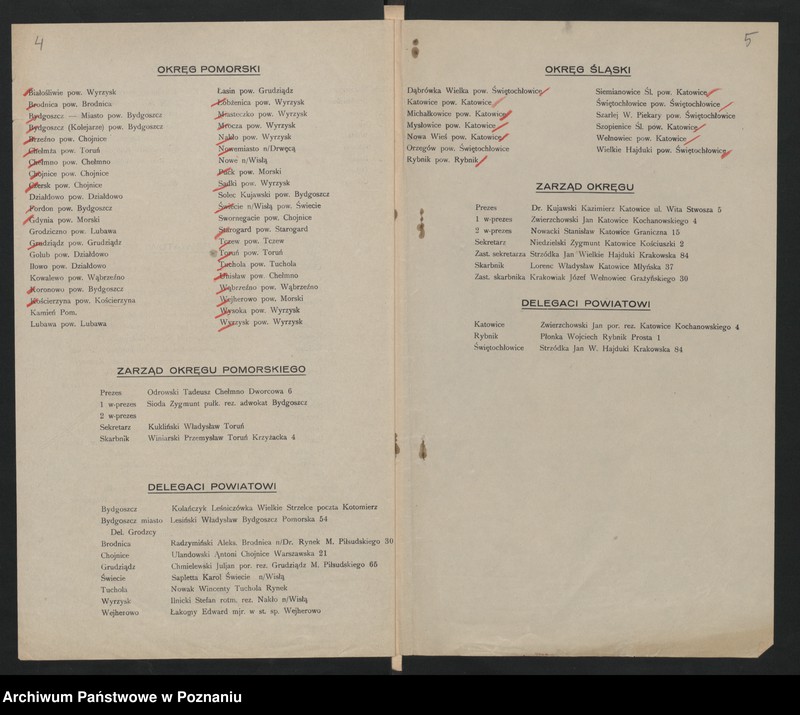 4
OKRĘG POMORSKI
Białośliwie pow. Wyrzysk
Brodnica pow. Brodnica
Bydgoszcz — Miasto pow. Bydgoszcz
Bydgoszcz (Kolejarze) pow. Bydgoszcz
Brzeźno pow. Chojnice
Chełmża pow. Toruń
Chełmno pow. Chełmno
Chojnice pow. Chojnice
Czersk pow. Chojnice
Działdowo pow. Działdowo
Fordon pow. Bydgoszcz
Gdynia pow. Morski
Grodziczno pow. Lubawa
Grudziądz pow. Grudziądz
Golub pow. Działdowo
Iłowo pow. Działdowo
Kowalewo pow. Wąbrzeźno
Koronowo pow. Bydgoszcz
Kościerzyna pow. Kościerzyna
Kamień Pom.
Lubawa pow. Lubawa
Łasin pow. Grudziądz
Łobżenica pow. Wyrzysk
Miasteczko pow. Wyrzysk
Mrocza pow. Wyrzysk
Nakło pow. Wyrzysk
Nowemiasto n/Drwęcą
Nowe n/Wisłą
Puck pow. Morski
Sadki pow. Wyrzysk
Solec Kujawski pow. Bydgoszcz
Świecie n/Wisłą pow. Świecie
Swornegacie pow. Chojnice
Starogard pow. Starogard
Tczew pow. Tczew
Toruń pow. Toruń
Tuchola pow. Tuchola
Unisław pow. Chełmno
Wąbrzeźno pow. Wąbrzeźno
Wejherowo pow. Morski
Wysoka pow. Wyrzysk
Wyrzysk pow. Wyrzysk
ZARZĄD OKRĘGU POMORSKIEGO
Prezes Odrowski Tadeusz Chełmno Dworcowa 6
1 w-prezes Sioda Zygmunt pułk. rez. adwokat Bydgoszcz
2 w-prezes
Sekretarz Kukliński Władysław Toruń
Skarbnik Winiarski Przemysław Toruń Krzyżacka 4
DELEGACI POWIATOWI
Bydgoszcz Kolańczyk Leśniczówka Wielkie Strzelce poczta Kotomierz
Bydgoszcz miasto Lesiński Władysław Bydgoszcz Pomorska 54
Del. Grodzcy
Brodnica Radzymiński Aleks. Brodnica n/Dr. Rynek M. Piłsudskiego 30
Chojnice Ulandowski Antoni Chojnice Warszawska 21
Grudziądz Chmielewski Juljan por. rez. Grudziądz M. Piłsudskiego 65
Świecie Sapletta Karol Świecie n/Wisłą
Tuchola Nowak Wincenty Tuchola Rynek
Wyrzysk Ilnicki Stefan rotm. rez. Nakło n/Wisłą
Wejherowo Łakomy Edward mjr. w st. sp. Wejherowo
5
OKRĘG ŚLĄSKI
Dąbrówka Wielka pow. Świętochłowice
Katowice pow. Katowice
Michałkowice pow. Katowice
Mysłowice pow. Katowice
Nowa Wieś pow. Katowice
Orzegów pow. Świętochłowice
Rybnik pow. Rybnik
Siemianowice Śl. pow. Katowice
Świętochłowice pow. Świętochłowice
Szarlej W. Piekary pow. Świętochłowice
Szopienice Śl. pow. Katowice
Wełnowiec pow. Katowice
Wielkie Hajduki pow. Świętochłowice
ZARZĄD OKRĘGU
Prezes Dr. Kujawski Kazimierz Katowice ul. Wita Stwosza 5
1 w-prezes Zwierzchowski Jan Katowice Kochanowskiego 4
2 w-prezes Nowacki Stanisław Katowice Graniczna 15
Sekretarz Niedzielski Zygmunt Katowice Kościuszki 2
Zast. sekretarza Strzódka Jan Wielkie Hajduki Krakowska 84
Skarbnik Lorenc Władysław Katowice Młyńska 37
Zast. skarbnika Krakowiak Józef Wełnowiec Grażyńskiego 30
DELEGACI POWIATOWI
Katowice Zwierzchowski Jan por. rez. Katowice Kochanowskiego 4
Rybnik Płonka Wojciech Rybnik Prosta 1
Świętochłowice Strzódka Jan W. Hajduki Krakowska 84
Archiwum Państwowe w Poznaniu